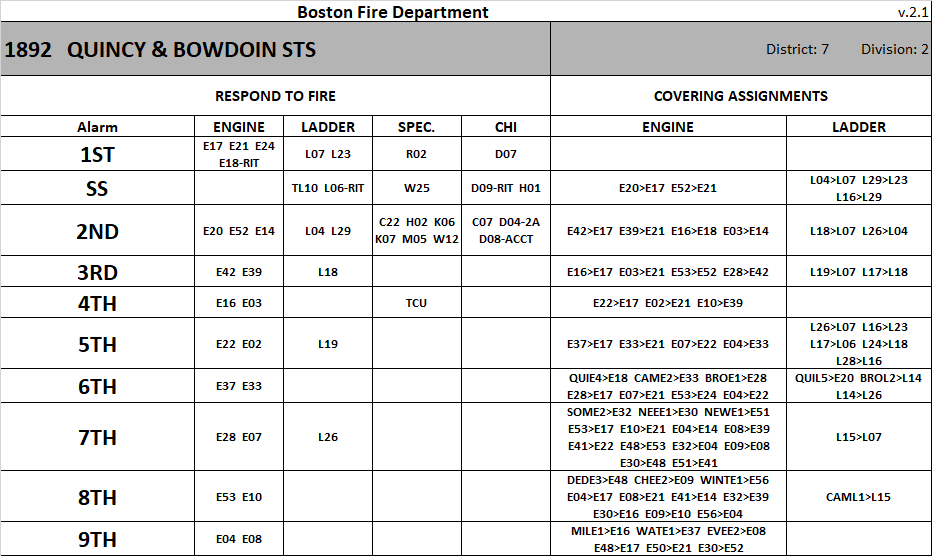 Boston Fire Department v.2.1
1892 QUINCY & BOWDOIN STS District: 7 Division: 2
RESPOND TO FIRE COVERING ASSIGNMENTS
Alarm ENGINE LADDER SPEC. CHI ENGINE LADDER
1ST E17 E21 E24 L07 L23 R02 D07
E18-RIT
SS TL10 L06-RIT W25 D09-RIT H01 E20>E17 E52>E21 L04>L07 L29>L23
L16>L29
2ND E20 E52 E14 L04 L29 C22 H02 K06 C07 D04-2A E42>E17 E39>E21 E16>E18 E03>E14 L18>L07 L26>L04
K07 M05 W12 D08-ACCT
3RD E42 E39 L18 E16>E17 E03>E21 E53>E52 E28>E42 L19>L07 L17>L18
4TH E16 E03 TCU E22>E17 E02>E21 E10>E39
5TH E22 E02 L19 E37>E17 E33>E21 E07>E22 E04>E33 L26>L07 L16>L23
L17>L06 L24>L18
L28>L16
6TH E37 E33 QUIE4>E18 CAME2>E33 BROE1>E28 QUIL5>E20 BROL2>L14
E28>E17 E07>E21 E53>E24 E04>E22 L14>L26
7TH E28 E07 L26 SOME2>E32 NEEE1>E30 NEWE1>E51 L15>L07
E53>E17 E10>E21 E04>E14 E08>E39
E41>E22 E48>E53 E32>E04 E09>E08
E30>E48 E51>E41
8TH E53 E10 DEDE3>E48 CHEE2>E09 WINTE1>E56 CAML1>L15
E04>E17 E08>E21 E41>E14 E32>E39
E30>E16 E09>E10 E56>E04
9TH E04 E08 MILE1>E16 WATE1>E37 EVEE2>E08
E48>E17 E50>E21 E30>E52